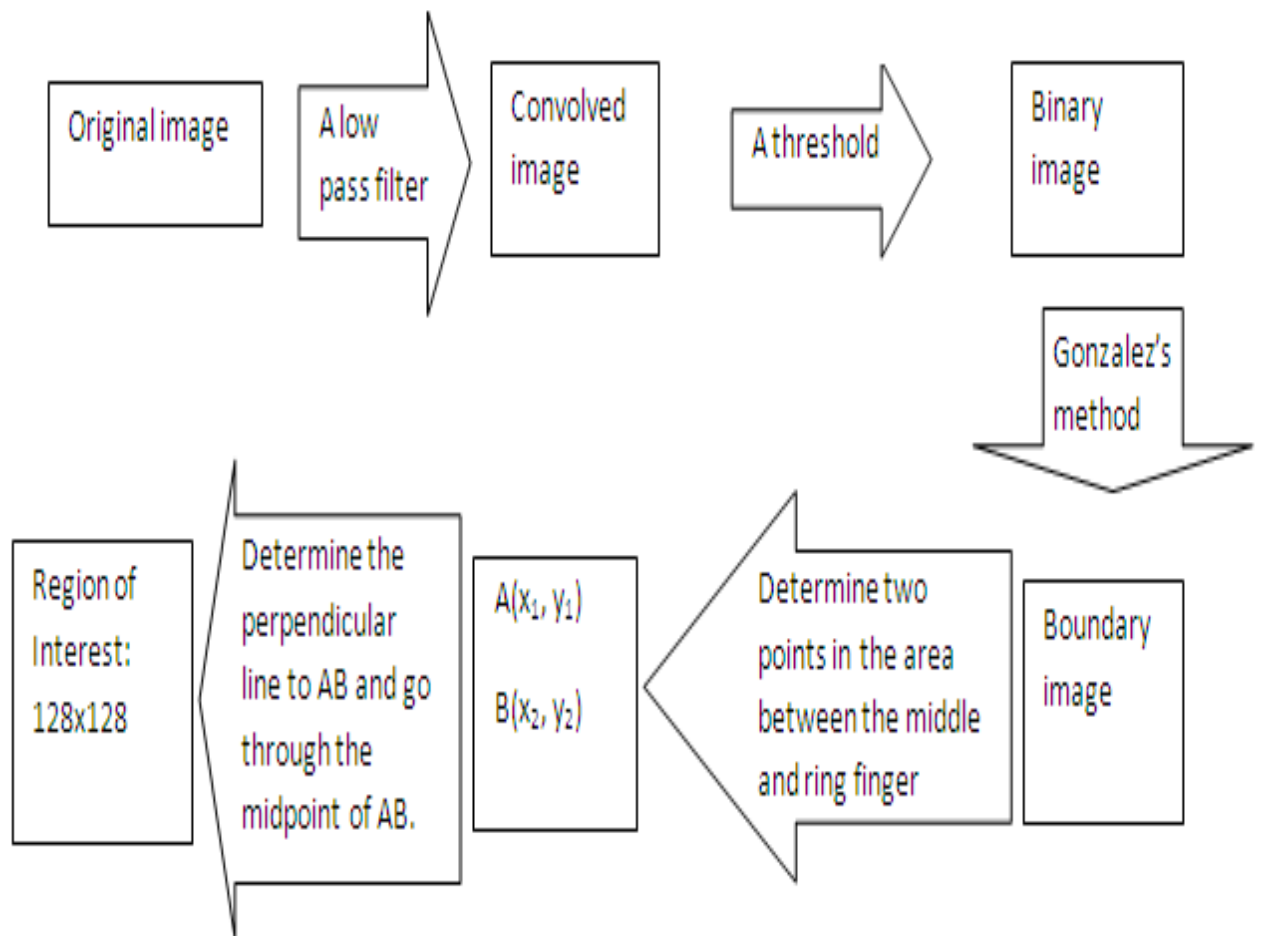 Original image
A low
pass filter
Convolved
image
A threshold
Binary
image
Gonzalez's
method
Boundary
image
Determine two
points in the area
between the middle
and ring finger
A(x₁, y₁)
B(x₂, y₂)
Determine the
perpendicular
line to AB and go
through the
midpoint of AB.
Region of
Interest:
128x128